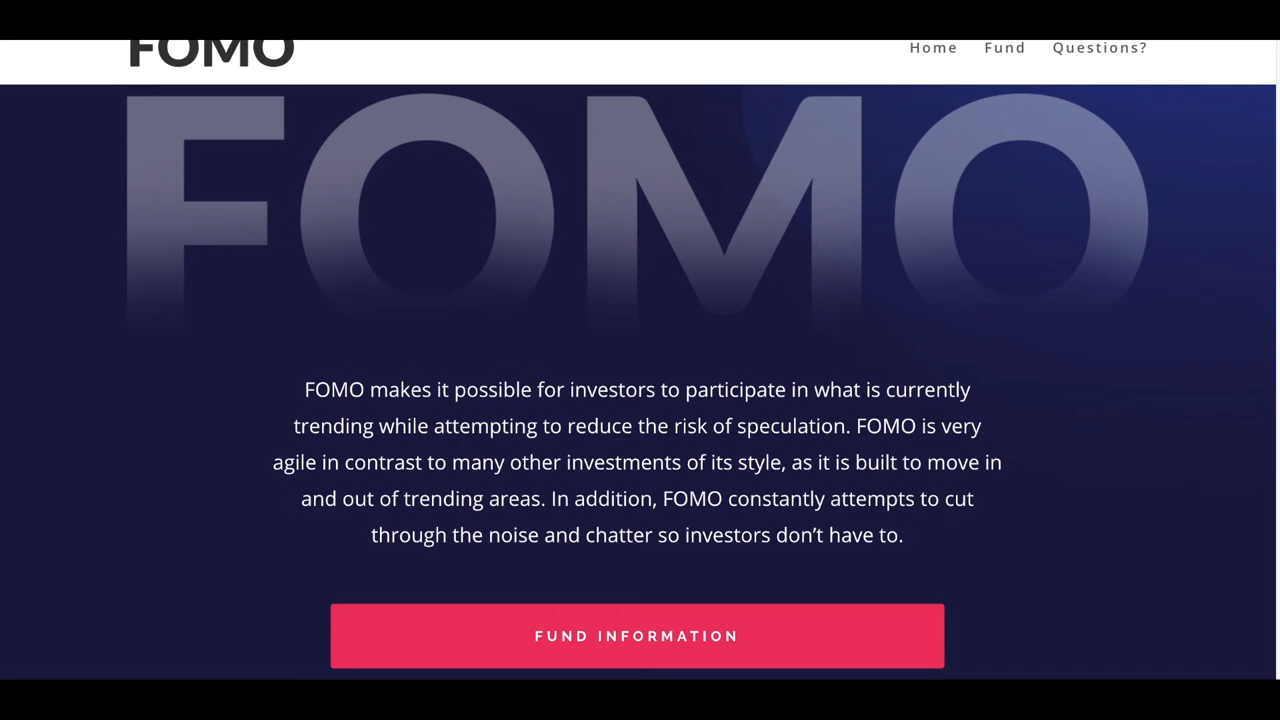 FOMO
Home Fund Questions?
FOMO
FOMO makes it possible for investors to participate in what is currently
trending while attempting to reduce the risk of speculation. FOMO is very
agile in contrast to many other investments of its style, as it is built to move in
and out of trending areas. In addition, FOMO constantly attempts to cut
through the noise and chatter so investors don’t have to.
FUND INFORMATION